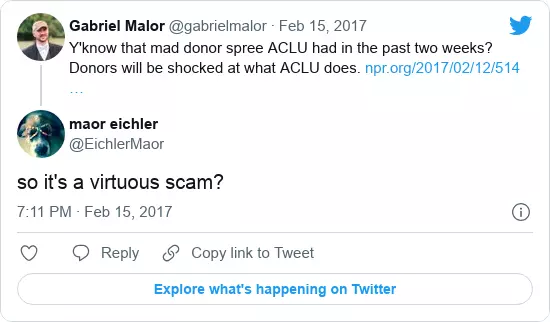 Gabriel Malor @gabrielmalor · Feb 15, 2017
Y'know that mad donor spree ACLU had in the past two weeks?
Donors will be shocked at what ACLU does. npr.org/2017/02/12/514
…
maor eichler
@EichlerMaor
so it's a virtuous scam?
7:11 PM · Feb 15, 2017
Reply Copy link to Tweet
Explore what's happening on Twitter